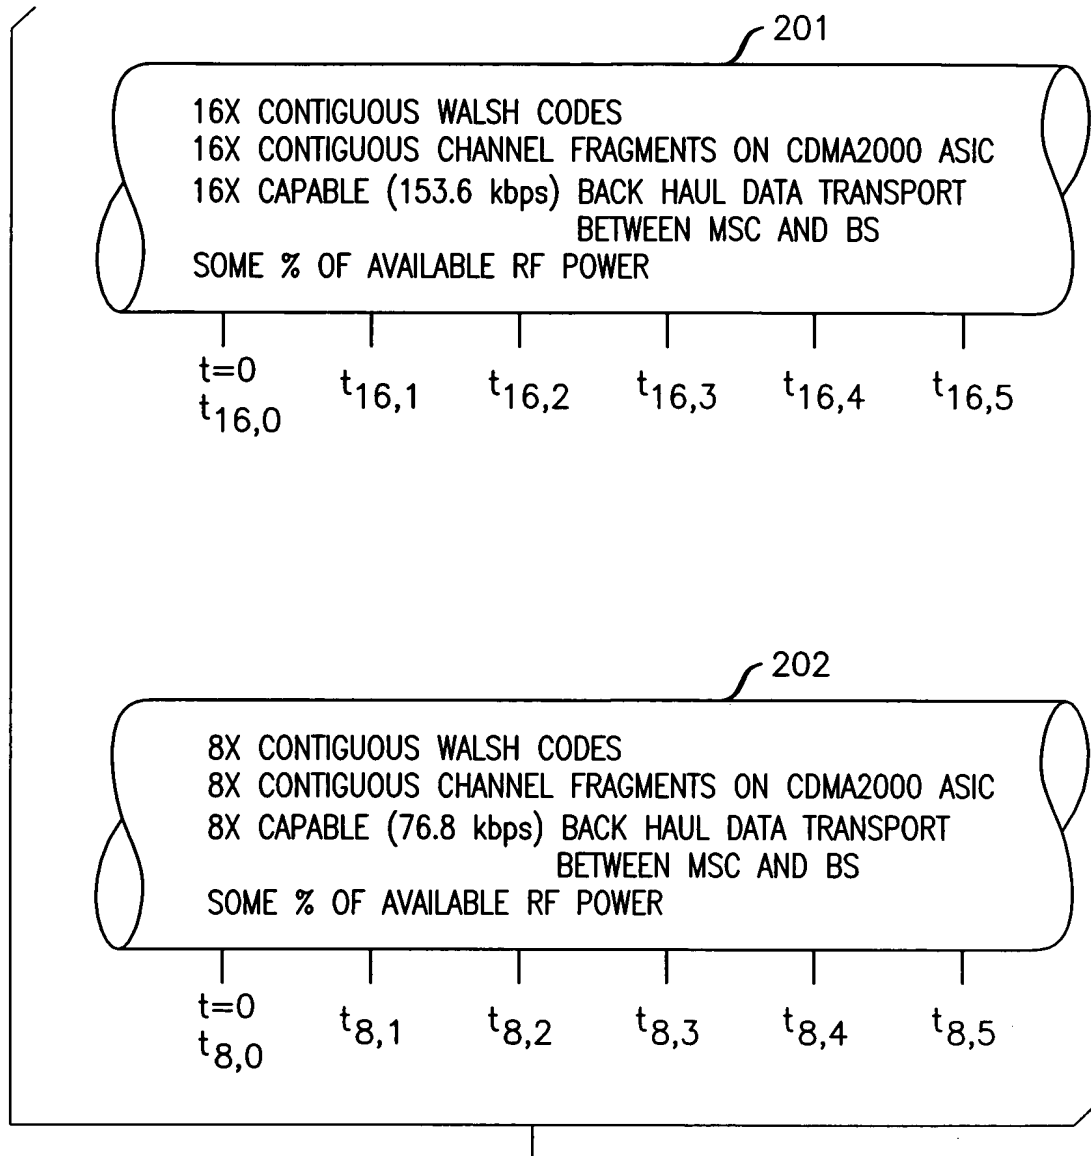 201
16X CONTIGUOUS WALSH CODES
16X CONTIGUOUS CHANNEL FRAGMENTS ON CDMA2000 ASIC
16X CAPABLE (153.6 kbps) BACK HAUL DATA TRANSPORT
BETWEEN MSC AND BS
SOME % OF AVAILABLE RF POWER
t=0
t16,0 t16,1 t16,2 t16,3 t16,4 t16,5
202
8X CONTIGUOUS WALSH CODES
8X CONTIGUOUS CHANNEL FRAGMENTS ON CDMA2000 ASIC
8X CAPABLE (76.8 kbps) BACK HAUL DATA TRANSPORT
BETWEEN MSC AND BS
SOME % OF AVAILABLE RF POWER
t=0
t8,0 t8,1 t8,2 t8,3 t8,4 t8,5